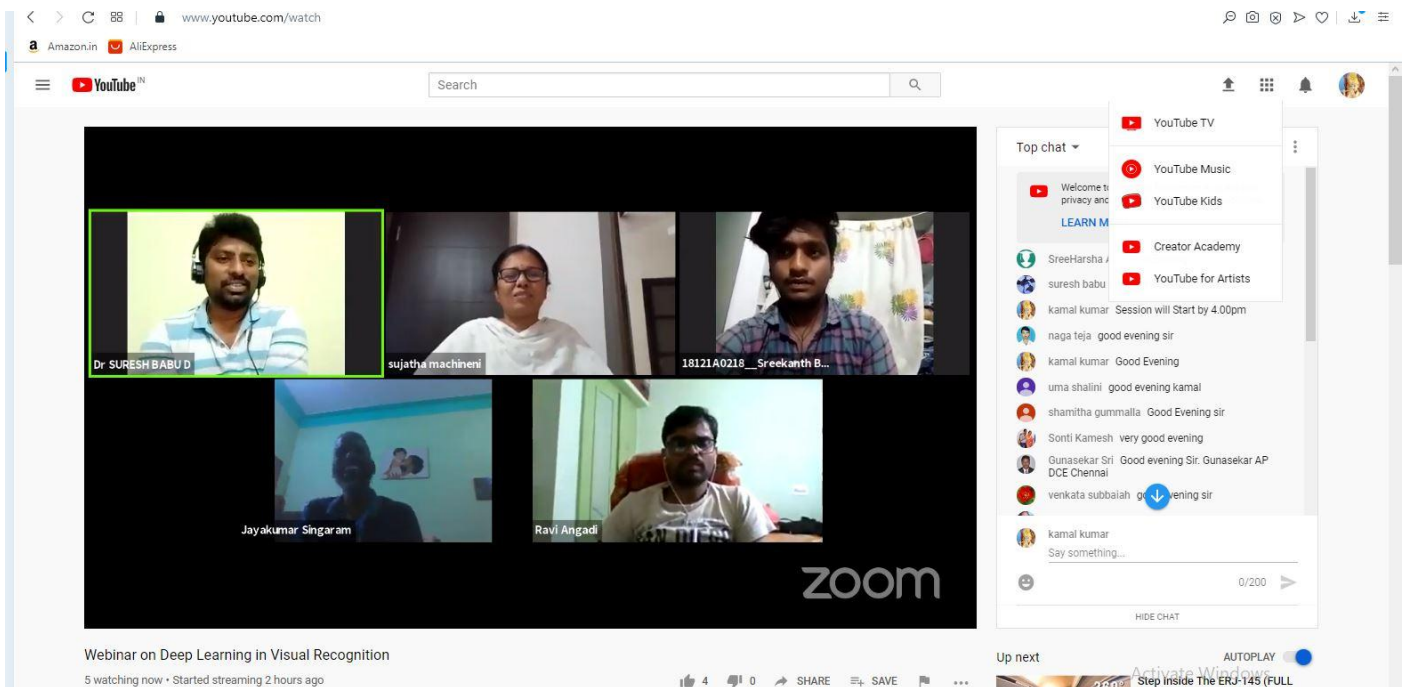 www.youtube.com/watch
a Amazon.in AliExpress
YouTube IN
Search
YouTube TV
YouTube Music
YouTube Kids
Creator Academy
YouTube for Artists
Dr SURESH BABU D
sujatha machineni
18121A0218__Sreekanth B...
Jayakumar Singaram
Ravi Angadi
zoom
Top chat
Welcome
privacy and
LEARN
SreeHarsha
suresh babu
kamal kumar Session will Start by 4.00pm
naga teja good evening sir
kamal kumar Good Evening
uma shalini good evening kamal
shamitha gummalla Good Evening sir
Sonti Kamesh very good evening
Gunasekar Sri Good evening Sir. Gunasekar AP
DCE Chennai
venkata subbaiah sir
kamal kumar
Say something...
0/200
HIDE CHAT
Webinar on Deep Learning in Visual Recognition
5 watching now • Started streaming 2 hours ago
4 0 SHARE SAVE
Up next AUTOPLAY
Activate Windows
360°
Step Inside The ERJ-145 (FULL